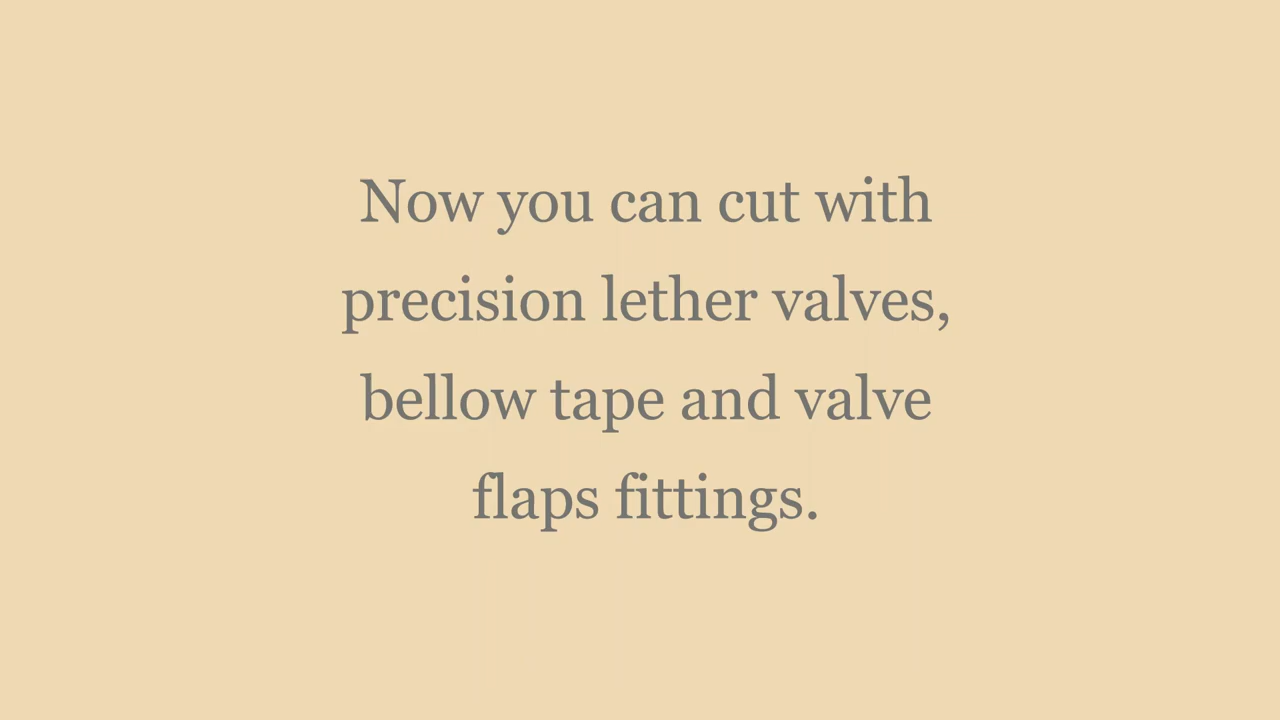 Now you can cut with
precision lether valves,
bellow tape and valve
flaps fittings.